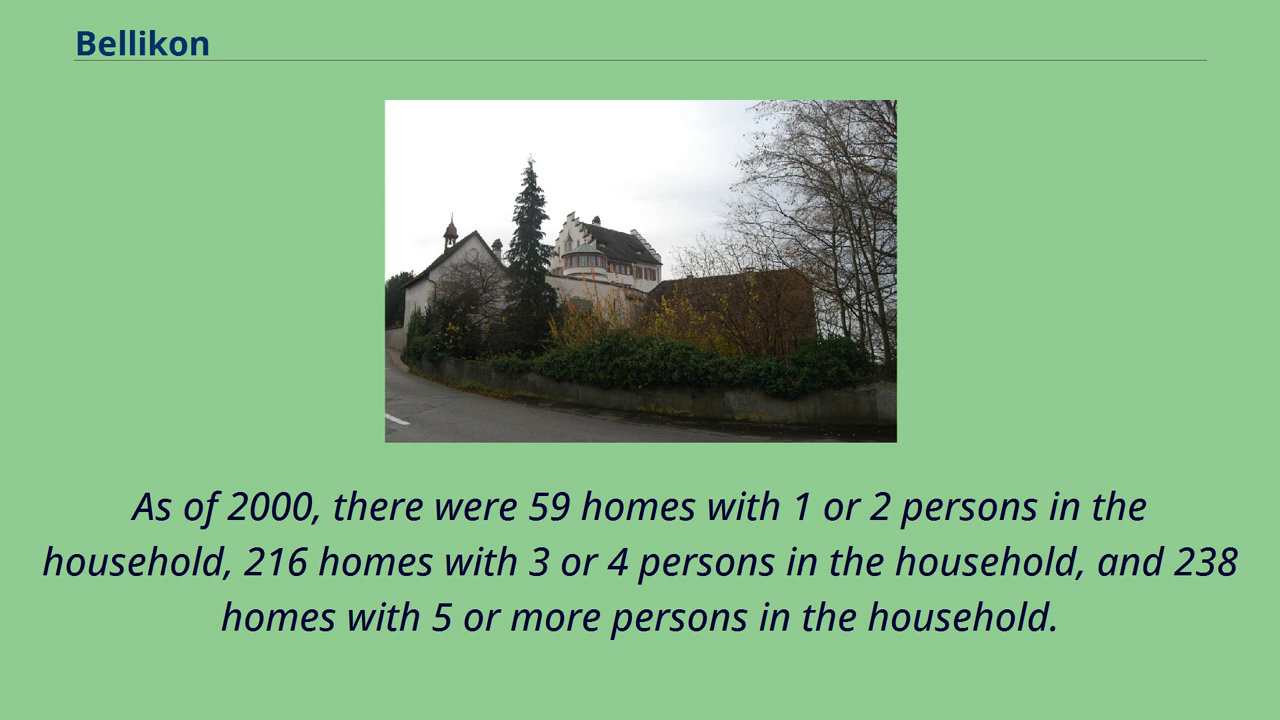 Bellikon
As of 2000, there were 59 homes with 1 or 2 persons in the
household, 216 homes with 3 or 4 persons in the household, and 238
homes with 5 or more persons in the household.